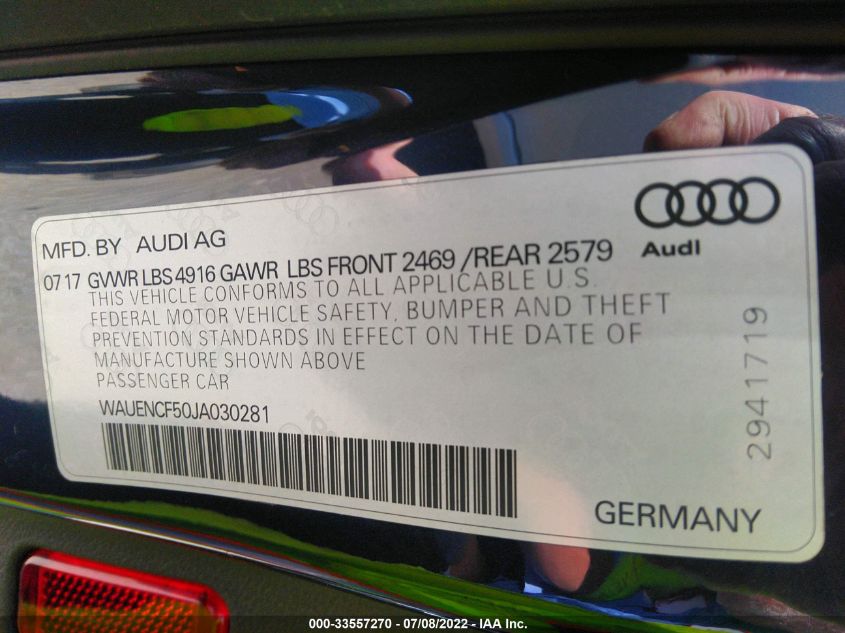 MFD. BY AUDI AG
Audi
07 17 GVWR LBS 4916 GAWR LBS FRONT 2469 /REAR 2579
THIS VEHICLE CONFORMS TO ALL APPLICABLE U.S.
FEDERAL MOTOR VEHICLE SAFETY, BUMPER AND THEFT
PREVENTION STANDARDS IN EFFECT ON THE DATE OF
MANUFACTURE SHOWN ABOVE
PASSENGER CAR
WAUENCF50JA030281
2941719
GERMANY
000-33557270 - 07/08/2022 - IAA Inc.